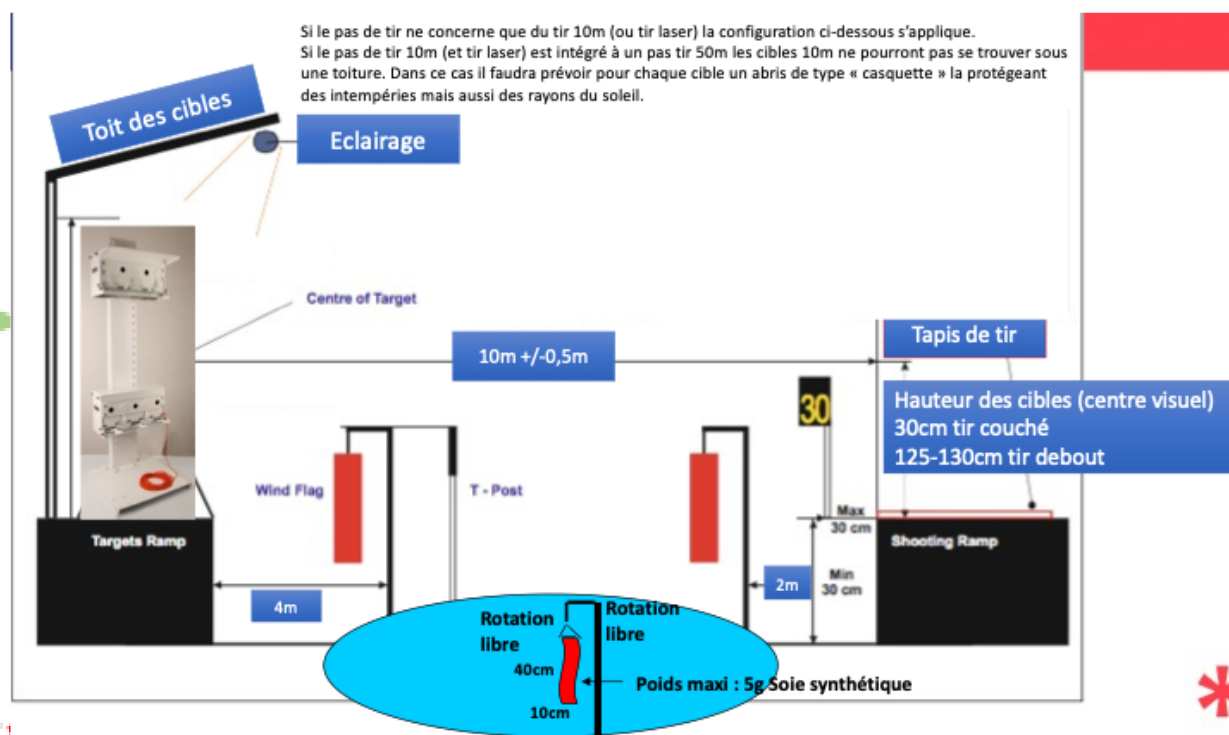 Si le pas de tir ne concerne que du tir 10m (ou tir laser) la configuration ci-dessous s'applique.
Si le pas de tir 10m (et tir laser) est intégré à un pas tir 50m les cibles 10m ne pourront pas se trouver sous
une toiture. Dans ce cas il faudra prévoir pour chaque cible un abris de type « casquette » la protégeant
des intempéries mais aussi des rayons du soleil.
Toit des cibles
Eclairage
Centre of Target
10m +/-0,5m
Tapis de tir
30
Hauteur des cibles (centre visuel)
30cm tir couché
125-130cm tir debout
Wind Flag
T - Post
Max
30 cm
Targets Ramp
Shooting Ramp
Min
30 cm
4m
2m
Rotation
libre
Rotation
libre
40cm
10cm
Poids maxi : 5g Soie synthétique